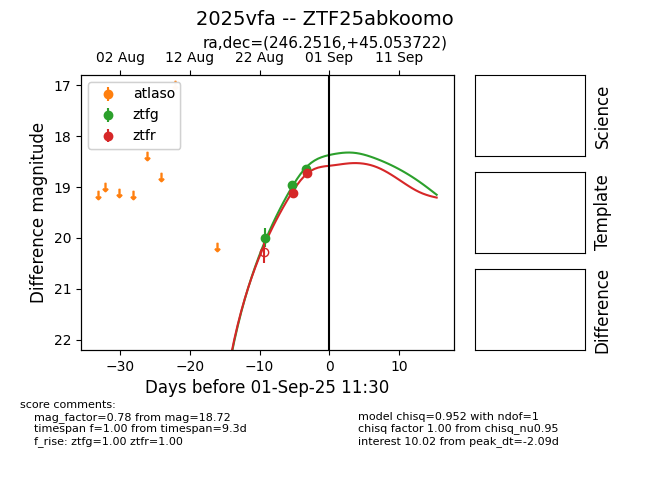 2025vfa -- ZTF25abkoomo
ra,dec=(246.2516,+45.053722)
02 Aug 12 Aug 22 Aug 01 Sep 11 Sep
atlaso
ztfg
ztfr
17
18
19
20
21
22
Difference magnitude
−30 −20 −10 0 10
Days before 01-Sep-25 11:30
Science
Template
Difference
score comments:
mag_factor=0.78 from mag=18.72
timespan f=1.00 from timespan=9.3d
f_rise: ztfg=1.00 ztfr=1.00
model chisq=0.952 with ndof=1
chisq factor 1.00 from chisq_nu0.95
interest 10.02 from peak_dt=-2.09d